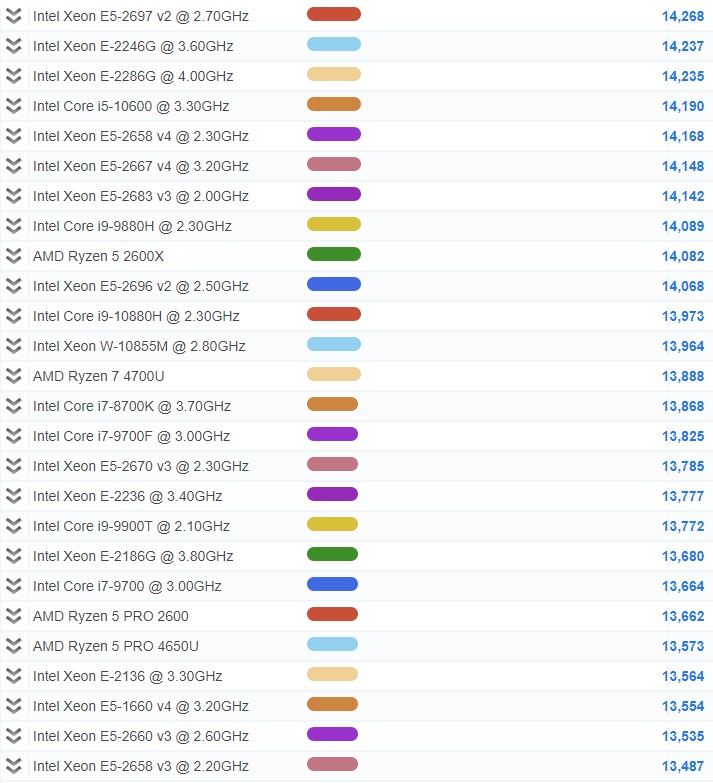 Intel Xeon E5-2697 v2 @ 2.70GHz 14,268
Intel Xeon E-2246G @ 3.60GHz 14,237
Intel Xeon E-2286G @ 4.00GHz 14,235
Intel Core i5-10600 @ 3.30GHz 14,190
Intel Xeon E5-2658 v4 @ 2.30GHz 14,168
Intel Xeon E5-2667 v4 @ 3.20GHz 14,148
Intel Xeon E5-2683 v3 @ 2.00GHz 14,142
Intel Core i9-9880H @ 2.30GHz 14,089
AMD Ryzen 5 2600X 14,082
Intel Xeon E5-2696 v2 @ 2.50GHz 14,068
Intel Core i9-10880H @ 2.30GHz 13,973
Intel Xeon W-10855M @ 2.80GHz 13,964
AMD Ryzen 7 4700U 13,888
Intel Core i7-8700K @ 3.70GHz 13,868
Intel Core i7-9700F @ 3.00GHz 13,825
Intel Xeon E5-2670 v3 @ 2.30GHz 13,785
Intel Xeon E-2236 @ 3.40GHz 13,777
Intel Core i9-9900T @ 2.10GHz 13,772
Intel Xeon E-2186G @ 3.80GHz 13,680
Intel Core i7-9700 @ 3.00GHz 13,664
AMD Ryzen 5 PRO 2600 13,662
AMD Ryzen 5 PRO 4650U 13,573
Intel Xeon E-2136 @ 3.30GHz 13,564
Intel Xeon E5-1660 v4 @ 3.20GHz 13,554
Intel Xeon E5-2660 v3 @ 2.60GHz 13,535
Intel Xeon E5-2658 v3 @ 2.20GHz 13,487